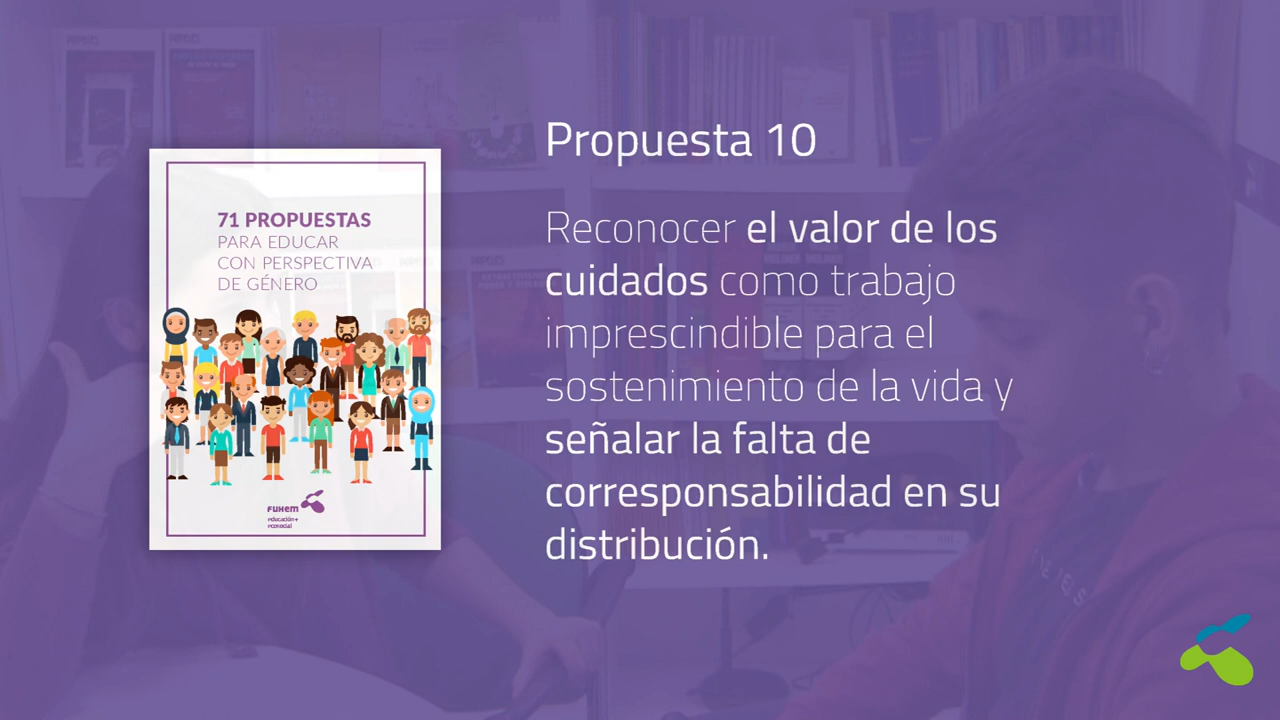 71 PROPUESTAS
PARA EDUCAR
CON PERSPECTIVA
DE GÉNERO
FUHEM
educación+
ecosocial
Propuesta 10
Reconocer el valor de los
cuidados como trabajo
imprescindible para el
sostenimiento de la vida y
señalar la falta de
corresponsabilidad en su
distribución.